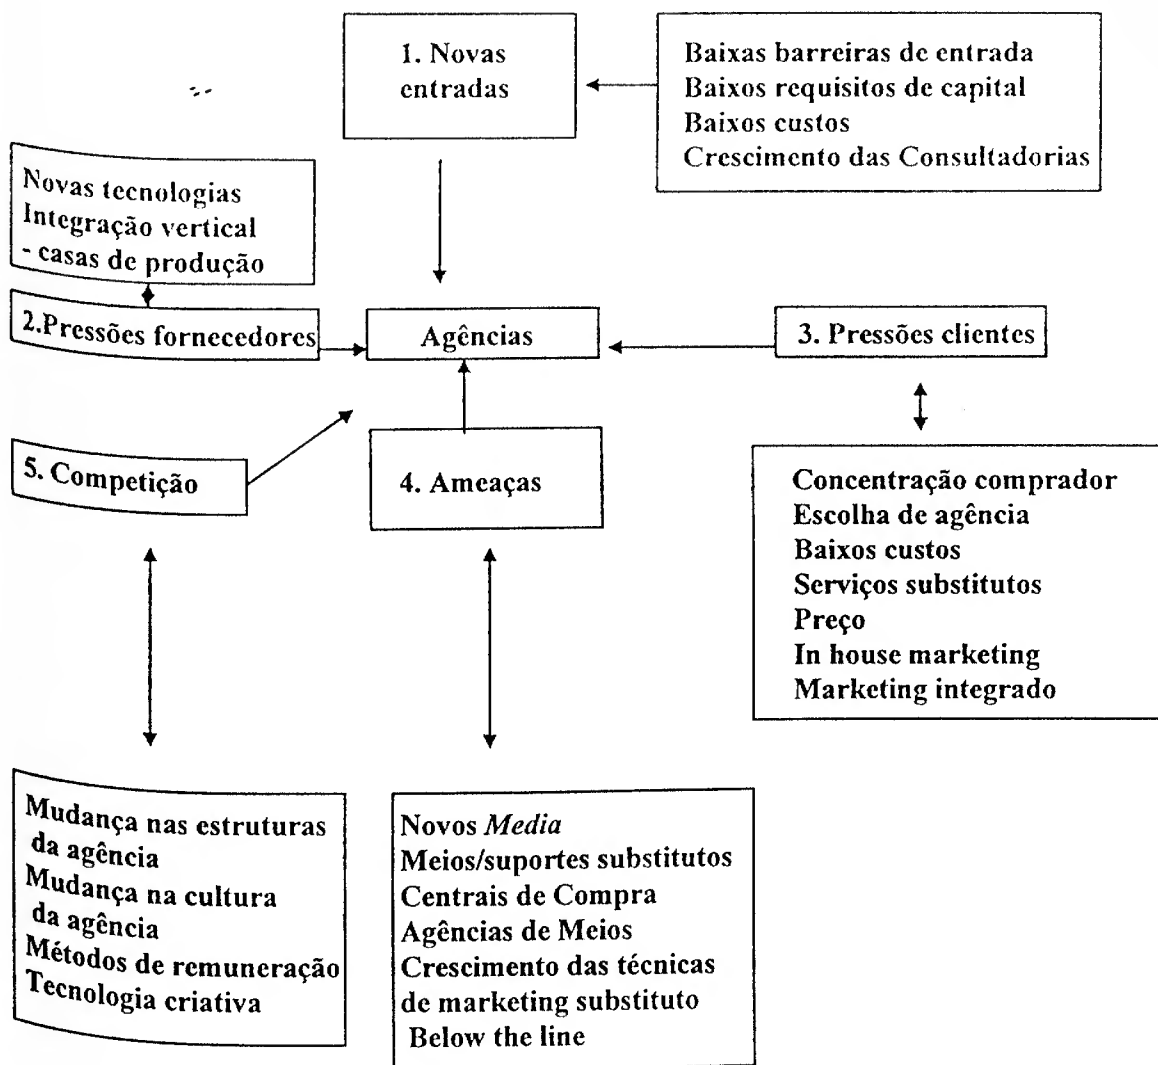 1. Novas
entradas
Baixas barreiras de entrada
Baixos requisitos de capital
Baixos custos
Crescimento das Consultadorias
Novas tecnologias
Integração vertical
- casas de produção
2.Pressões fornecedores
Agências
3. Pressões clientes
5. Competição
4. Ameaças
Concentração comprador
Escolha de agência
Baixos custos
Serviços substitutos
Preço
In house marketing
Marketing integrado
Mudança nas estruturas
da agência
Mudança na cultura
da agência
Métodos de remuneração
Tecnologia criativa
Novos Media
Meios/suportes substitutos
Centrais de Compra
Agências de Meios
Crescimento das técnicas
de marketing substituto
Below the line